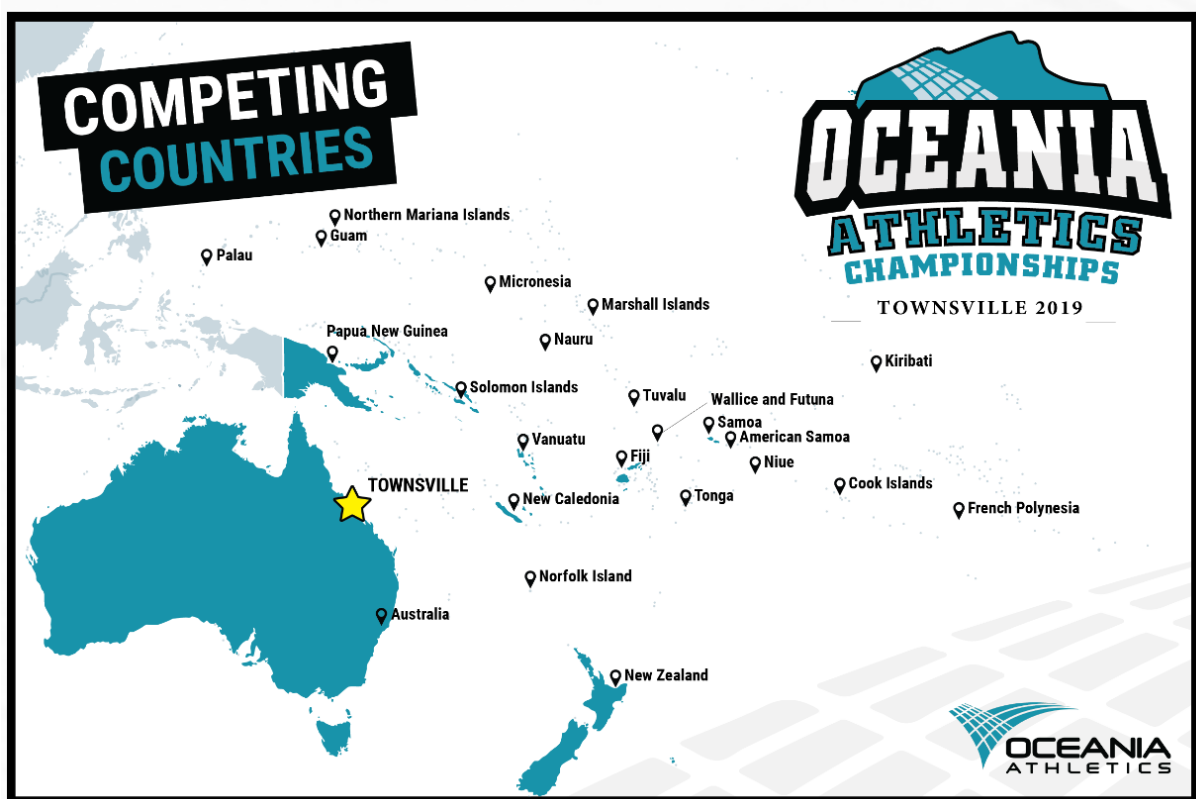 COMPETING
COUNTRIES
OCEANIA
ATHLETICS
CHAMPIONSHIPS
TOWNSVILLE 2019
Northern Mariana Islands
Guam
Palau
Micronesia
Marshall Islands
Papua New Guinea
Nauru
Kiribati
Solomon Islands
Tuvalu
Wallice and Futuna
Samoa
American Samoa
Vanuatu
Fiji
Niue
TOWNSVILLE
Cook Islands
New Caledonia
Tonga
French Polynesia
Norfolk Island
Australia
New Zealand
OCEANIA
ATHLETICS